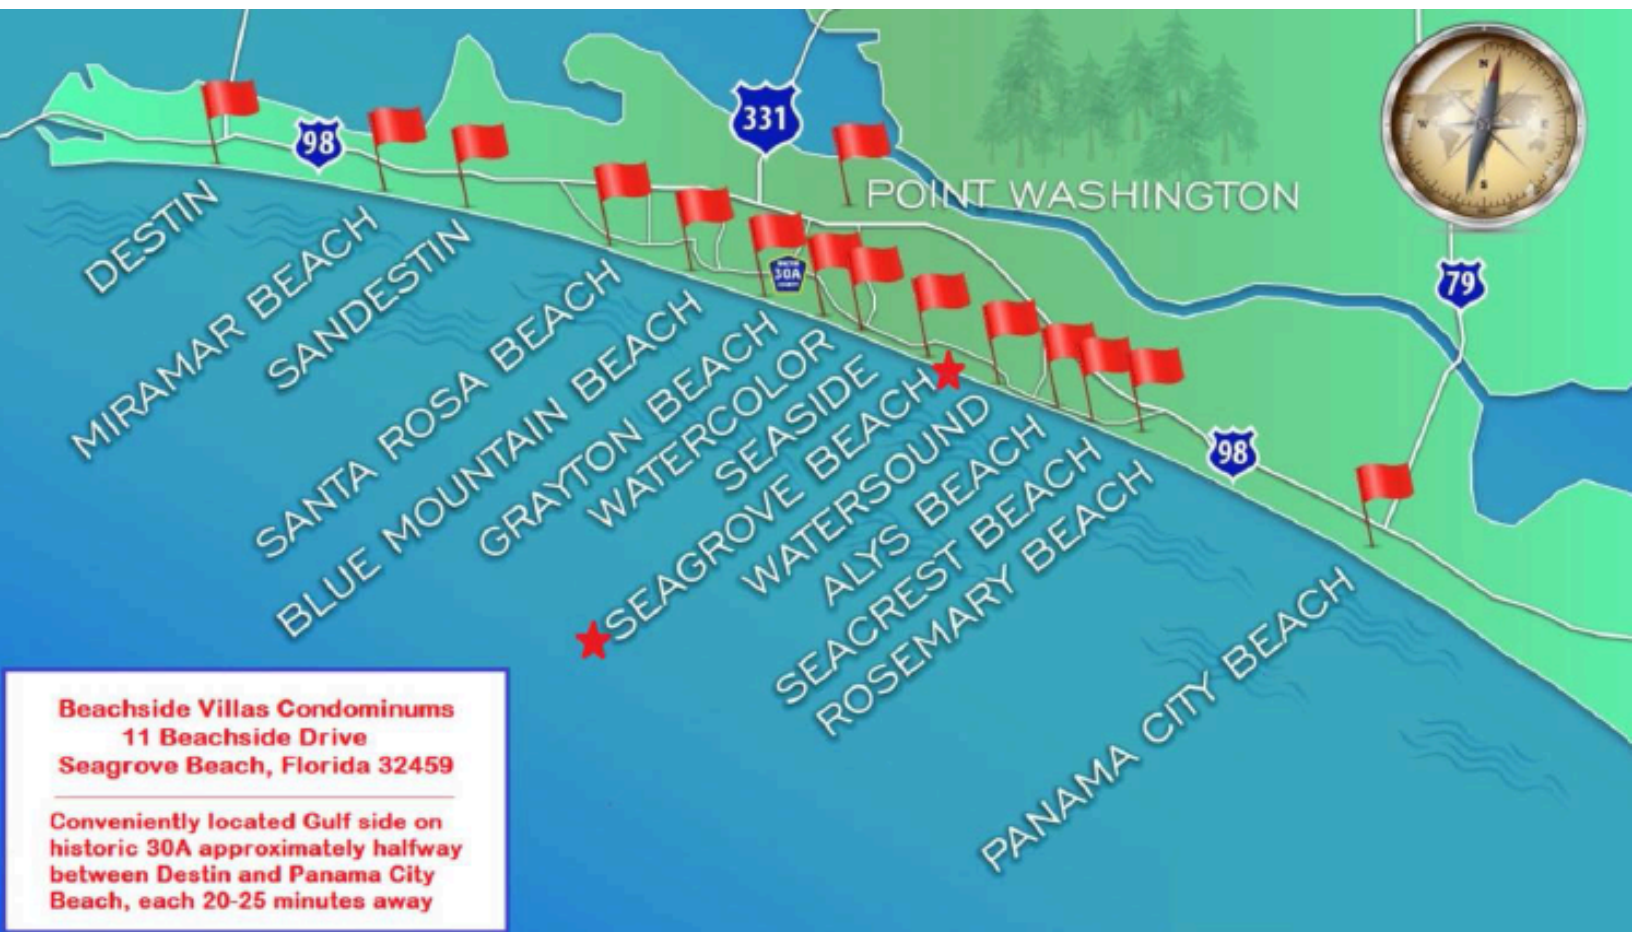 98
331
POINT WASHINGTON
N
W
E
S
79
30A
98
DESTIN
MIRAMAR BEACH
SANDESTIN
SANTA ROSA BEACH
BLUE MOUNTAIN BEACH
GRAYTON BEACH
WATERCOLOR
SEASIDE
SEAGROVE BEACH
WATERSOUND
ALYS BEACH
SEACREST BEACH
ROSEMARY BEACH
PANAMA CITY BEACH
Beachside Villas Condominums
11 Beachside Drive
Seagrove Beach, Florida 32459
Conveniently located Gulf side on
historic 30A approximately halfway
between Destin and Panama City
Beach, each 20-25 minutes away